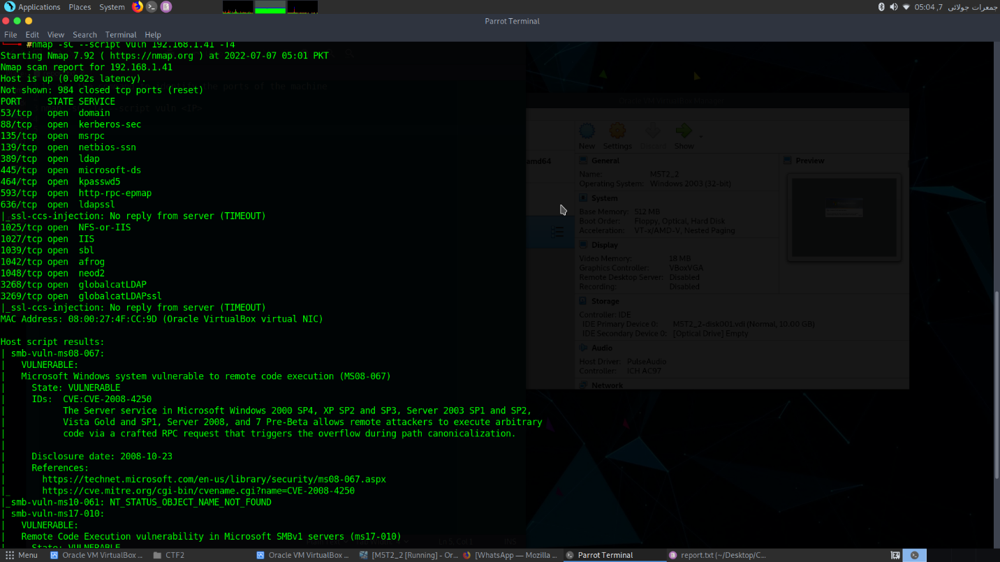 Applications Places System
جمعرات جولائی 7, 05:04
Parrot Terminal
File Edit View Search Terminal Help
#nmap -sC --script vuln 192.168.1.41 -T4
Starting Nmap 7.92 ( https://nmap.org ) at 2022-07-07 05:01 PKT
Nmap scan report for 192.168.1.41
Host is up (0.092s latency).
the ports of the machine
Not shown: 984 closed tcp ports (reset)
PORT STATE SERVICE
script vuln <IP>
53/tcp open domain
88/tcp open kerberos-sec
135/tcp open msrpc
139/tcp open netbios-ssn
389/tcp open ldap
445/tcp open microsoft-ds
464/tcp open kpasswd5
593/tcp open http-rpc-epmap
636/tcp open ldapssl
|_ssl-ccs-injection: No reply from server (TIMEOUT)
1025/tcp open NFS-or-IIS
1027/tcp open IIS
1039/tcp open sbl
1042/tcp open afrog
1048/tcp open neod2
3268/tcp open globalcatLDAP
3269/tcp open globalcatLDAPssl
|_ssl-ccs-injection: No reply from server (TIMEOUT)
MAC Address: 08:00:27:4F:CC:9D (Oracle VirtualBox virtual NIC)
Host script results:
| smb-vuln-ms08-067:
| VULNERABLE:
| Microsoft Windows system vulnerable to remote code execution (MS08-067)
| State: VULNERABLE
| IDs: CVE:CVE-2008-4250
| The Server service in Microsoft Windows 2000 SP4, XP SP2 and SP3, Server 2003 SP1 and SP2,
| Vista Gold and SP1, Server 2008, and 7 Pre-Beta allows remote attackers to execute arbitrary
| code via a crafted RPC request that triggers the overflow during path canonicalization.
|
| Disclosure date: 2008-10-23
| References:
| https://technet.microsoft.com/en-us/library/security/ms08-067.aspx
|_ https://cve.mitre.org/cgi-bin/cvename.cgi?name=CVE-2008-4250
|_smb-vuln-ms10-061: NT_STATUS_OBJECT_NAME_NOT_FOUND
| smb-vuln-ms17-010:
| VULNERABLE:
| Remote Code Execution vulnerability in Microsoft SMBv1 servers (ms17-010)
| State: VULNERABLE
New Settings Discard Show
amd64
General
Name: M5T2_2
Operating System: Windows 2003 (32-bit)
System
Base Memory: 512 MB
Boot Order: Floppy, Optical, Hard Disk
Acceleration: VT-x/AMD-V, Nested Paging
Display
Video Memory: 18 MB
Graphics Controller: VBoxVGA
Remote Desktop Server: Disabled
Recording: Disabled
Storage
Controller: IDE
IDE Primary Device 0: M5T2_2-disk001.vdi (Normal, 10.00 GB)
IDE Secondary Device 0: [Optical Drive] Empty
Audio
Host Driver: PulseAudio
Controller: ICH AC97
Network
Preview
Ln 5, Col 1 INS
Menu
Oracle VM VirtualBox ...
CTF2
Oracle VM VirtualBox ...
[M5T2_2 [Running] - Or...
[WhatsApp — Mozilla ...
Parrot Terminal
report.txt (~/Desktop/C...